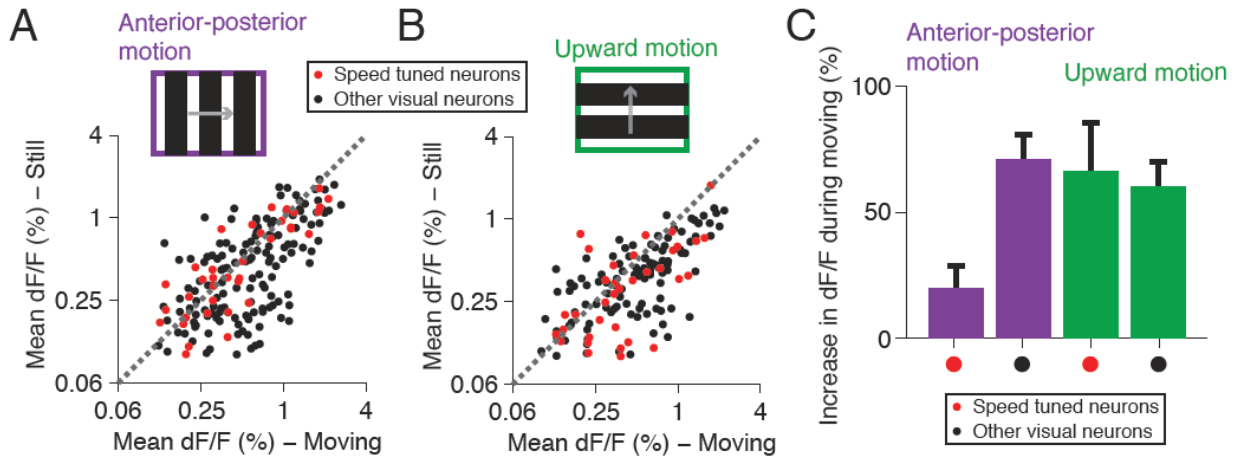 A
Anterior-posterior
motion
Speed tuned neurons
Other visual neurons
Mean dF/F (%) – Still
4
1
0.25
0.06
0.06
0.25
1
4
Mean dF/F (%) – Moving
B
Upward motion
Mean dF/F (%) – Still
4
1
0.25
0.06
0.06
0.25
1
4
Mean dF/F (%) – Moving
C
Anterior-posterior
motion
Upward motion
Increase in dF/F during moving (%)
100
50
0
Speed tuned neurons
Other visual neurons